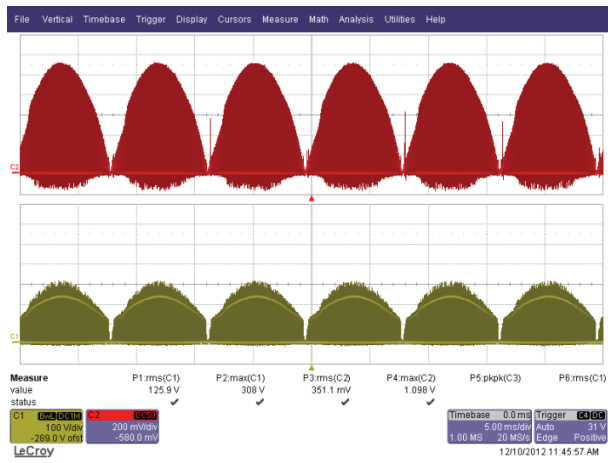 File Vertical Timebase Trigger Display Cursors Measure Math Analysis Utilities Help
C2
C1
Measure P1:rms(C1) P2:max(C1) P3:rms(C2) P4:max(C2) P5:pkpk(C3) P6:rms(C1)
value 125.9 V 308 V 351.1 mV 1.098 V
status
C1 BwL DC1M
100 V/div
-289.0 V ofst
C2 DC50
200 mV/div
-580.0 mV
Timebase 0.0 ms
5.00 ms/div
1.00 MS 20 MS/s
Trigger C4 DC
Auto 31 V
Edge Positive
LeCroy
12/10/2012 11:45:57 AM